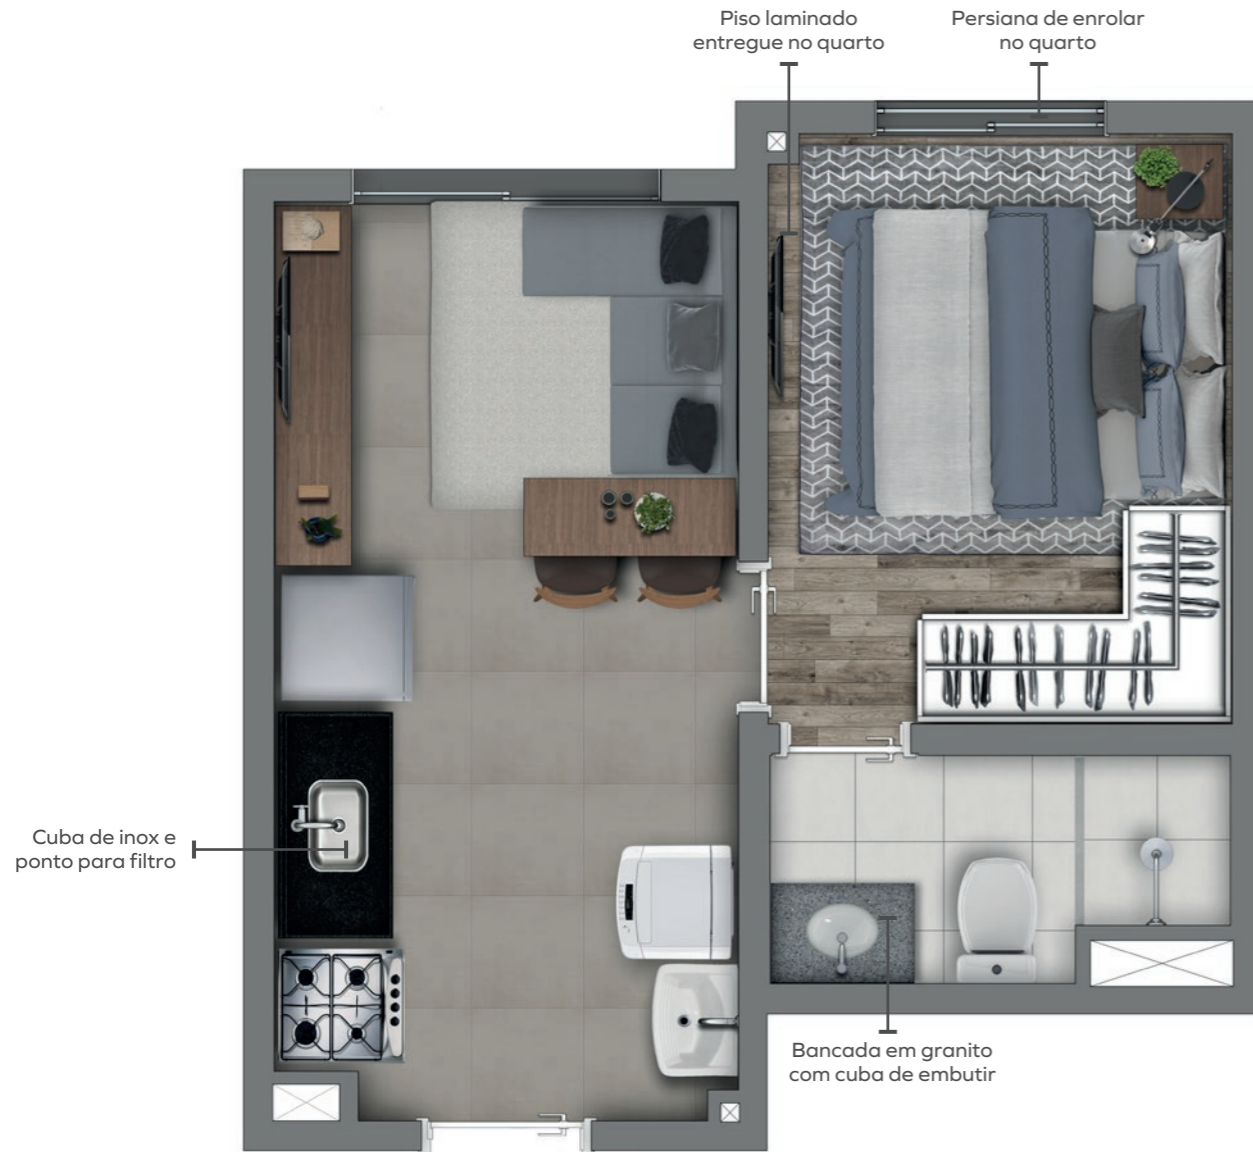 Piso laminado
entregue no quarto
Persiana de enrolar
no quarto
Cuba de inox e
ponto para filtro
Bancada em granito
com cuba de embutir